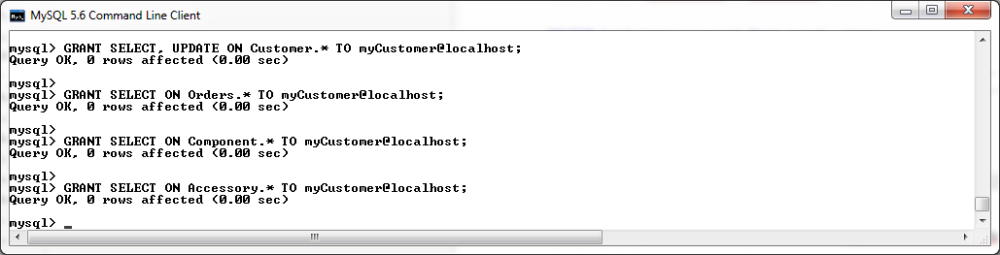 MySQL 5.6 Command Line Client
mysql> GRANT SELECT, UPDATE ON Customer.* TO myCustomer@localhost;
Query OK, 0 rows affected (0.00 sec)
mysql>
mysql> GRANT SELECT ON Orders.* TO myCustomer@localhost;
Query OK, 0 rows affected (0.00 sec)
mysql>
mysql> GRANT SELECT ON Component.* TO myCustomer@localhost;
Query OK, 0 rows affected (0.00 sec)
mysql>
mysql> GRANT SELECT ON Accessory.* TO myCustomer@localhost;
Query OK, 0 rows affected (0.00 sec)
mysql> _